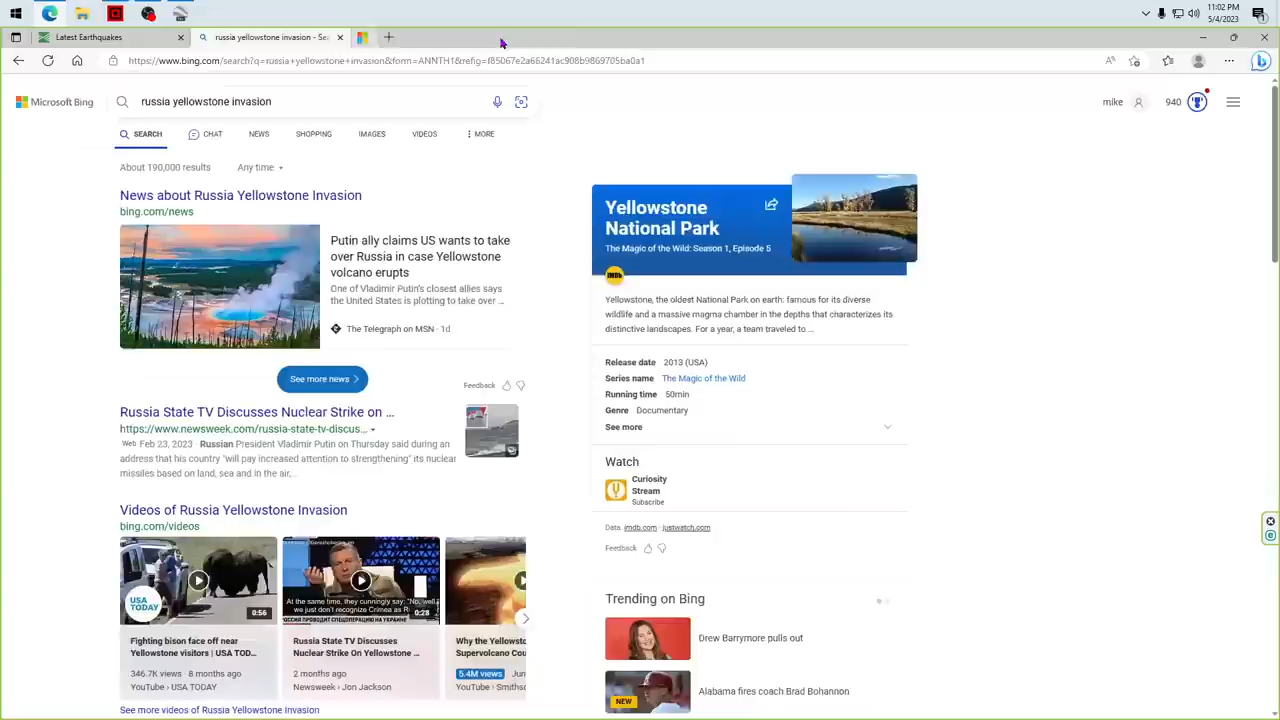 11:02 PM
5/4/2023
Latest Earthquakes
russia yellowstone invasion - Sea
https://www.bing.com/search?q=russia+yellowstone+invasion&form=ANNTH1&refig=f85067e2a66241ac908b9869705ba0a1
Microsoft Bing
russia yellowstone invasion
mike
940
SEARCH
CHAT
NEWS
SHOPPING
IMAGES
VIDEOS
MORE
About 190,000 results
Any time
News about Russia Yellowstone Invasion
bing.com/news
Putin ally claims US wants to take
over Russia in case Yellowstone
volcano erupts
One of Vladimir Putin's closest allies says
the United States is plotting to take over ...
The Telegraph on MSN · 1d
See more news
Feedback
Russia State TV Discusses Nuclear Strike on ...
https://www.newsweek.com/russia-state-tv-discus...
Web Feb 23, 2023 Russian President Vladimir Putin on Thursday said during an
address that his country "will pay increased attention to strengthening" its nuclear
missiles based on land, sea and in the air,...
Videos of Russia Yellowstone Invasion
bing.com/videos
USA
TODAY
0:56
At the same time, they cunningly say: "No, well
we just don't recognize Crimea as R
0:28
Fighting bison face off near
Yellowstone visitors | USA TOD...
346.7K views · 8 months ago
YouTube › USA TODAY
Russia State TV Discusses
Nuclear Strike On Yellowstone ...
2 months ago
Newsweek › Jon Jackson
Why the Yellowsto
Supervolcano Cou
5.4M views Jun
YouTube › Smithso
See more videos of Russia Yellowstone Invasion
Yellowstone
National Park
The Magic of the Wild: Season 1, Episode 5
IMDb
Yellowstone, the oldest National Park on earth: famous for its diverse
wildlife and a massive magma chamber in the depths that characterizes its
distinctive landscapes. For a year, a team traveled to ...
Release date 2013 (USA)
Series name The Magic of the Wild
Running time 50min
Genre Documentary
See more
Watch
Curiosity
Stream
Subscribe
Data: imdb.com · justwatch.com
Feedback
Trending on Bing
Drew Barrymore pulls out
NEW
Alabama fires coach Brad Bohannon